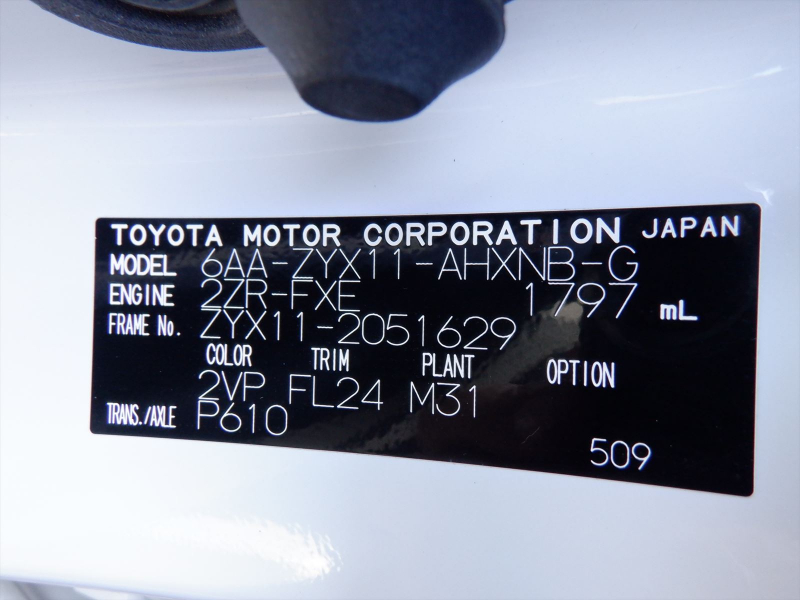 TOYOTA MOTOR CORPORATION JAPAN
MODEL 6AA-ZYX11-AHXNB-G
ENGINE 2ZR-FXE 1797 mL
FRAME No. ZYX11-2051629
COLOR TRIM PLANT OPTION
2VP FL24 M31
TRANS./AXLE P610
509